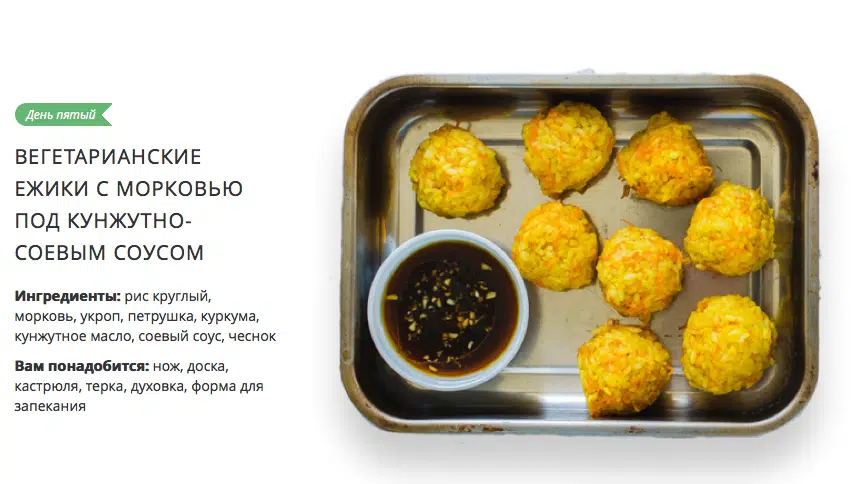 День пятый
ВЕГЕТАРИАНСКИЕ
ЕЖИКИ С МОРКОВЬЮ
ПОД КУНЖУТНО-
СОЕВЫМ СОУСОМ
Ингредиенты: рис круглый,
морковь, укроп, петрушка, куркума,
кунжутное масло, соевый соус, чеснок
Вам понадобится: нож, доска,
кастрюля, терка, духовка, форма для
запекания